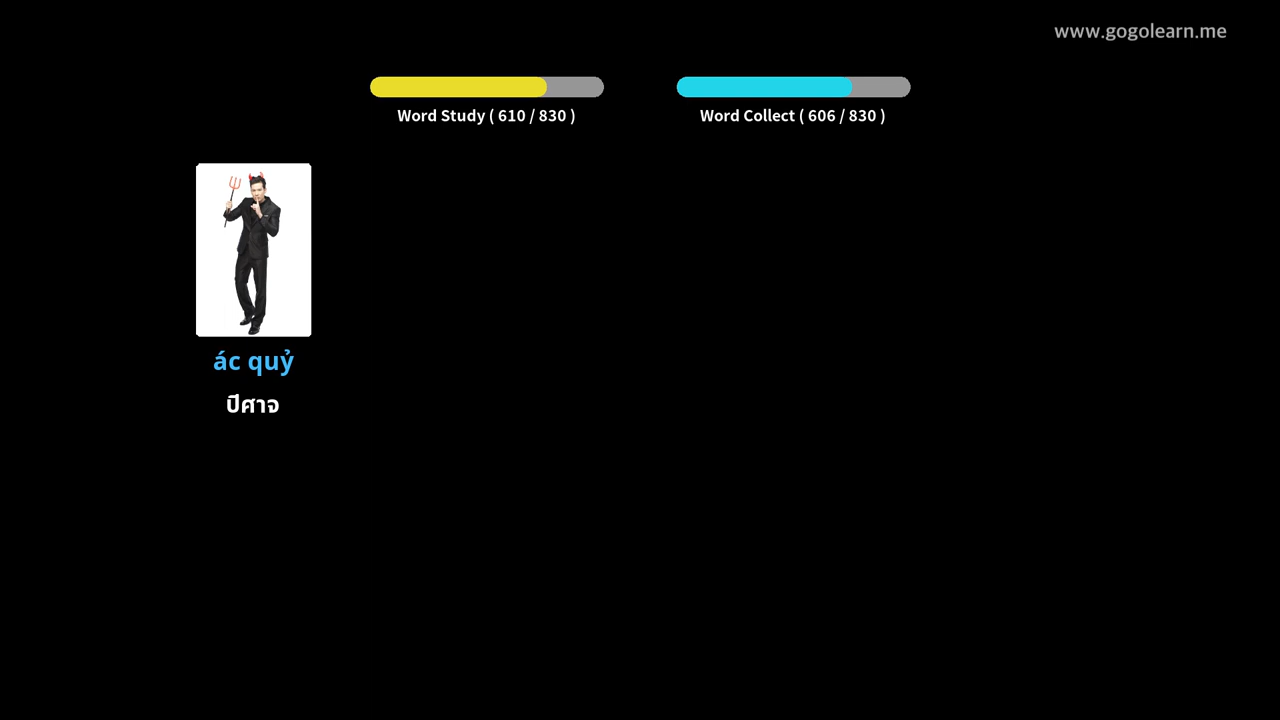 www.gogolearn.me
Word Study ( 610 / 830 )
Word Collect ( 606 / 830 )
ác quỷ
ปีศาจ